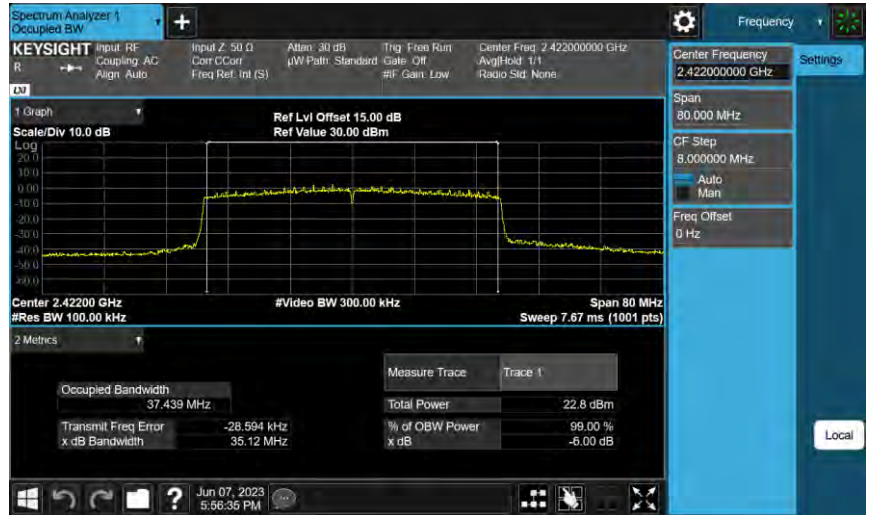 Spectrum Analyzer 1
Occupied BW
Frequency
KEYSIGHT
R
LXI
Input: RF
Coupling: AC
Align: Auto
Input Z: 50 Ω
Corr CCorr
Freq Ref: Int (S)
Atten: 30 dB
µW Path: Standard
Trig: Free Run
Gate: Off
#IF Gain: Low
Center Freq: 2.422000000 GHz
Avg|Hold: 1/1
Radio Std: None
Center Frequency
2.422000000 GHz
Settings
Span
80.000 MHz
CF Step
8.000000 MHz
Auto
Man
Freq Offset
0 Hz
Local
1 Graph
Scale/Div 10.0 dB
Ref Lvl Offset 15.00 dB
Ref Value 30.00 dBm
Log
20.0
10.0
0.00
-10.0
-20.0
-30.0
-40.0
-50.0
-60.0
Center 2.42200 GHz
#Video BW 300.00 kHz
Span 80 MHz
#Res BW 100.00 kHz
Sweep 7.67 ms (1001 pts)
2 Metrics
Measure Trace Trace 1
Occupied Bandwidth
37.439 MHz
Total Power 22.8 dBm
Transmit Freq Error -28.594 kHz
% of OBW Power 99.00 %
x dB Bandwidth 35.12 MHz
x dB -6.00 dB
?
Jun 07, 2023
5:56:35 PM